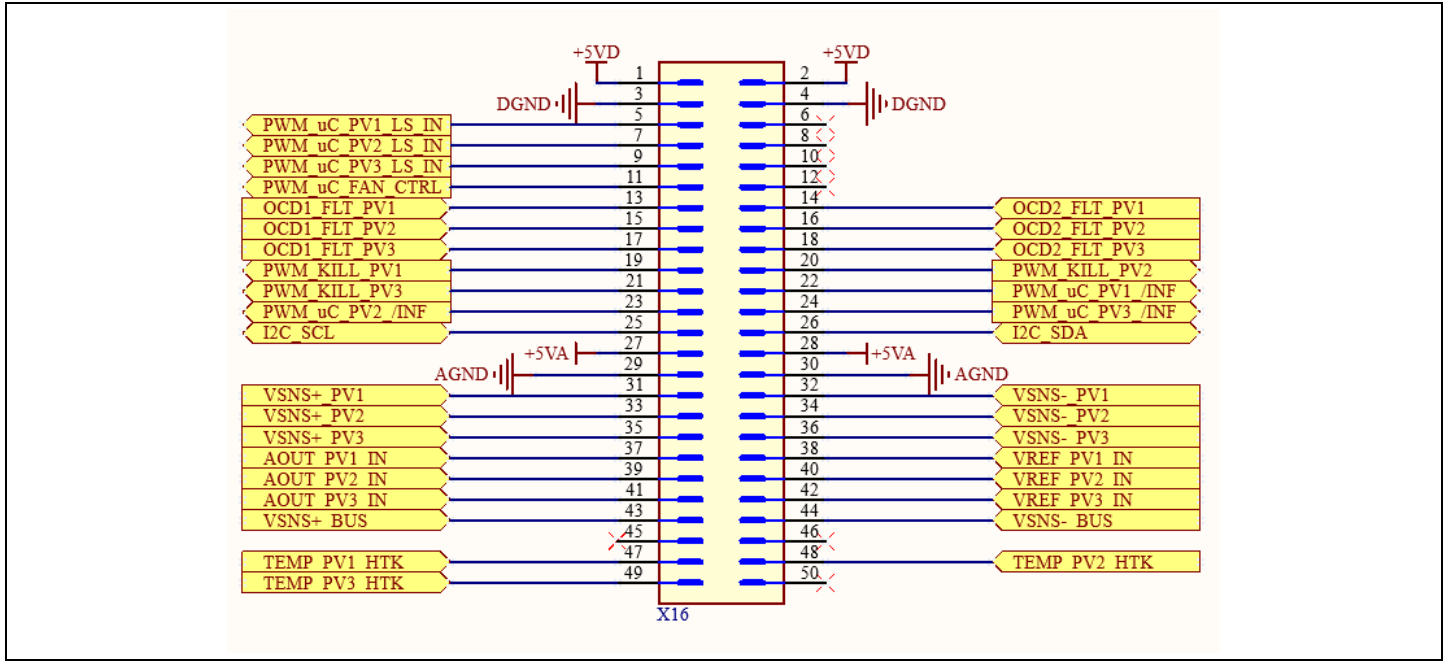 +5VD +5VD
1 2
DGND 3 4 DGND
PWM_uC_PV1_LS_IN 5 6
PWM_uC_PV2_LS_IN 7 8
PWM_uC_PV3_LS_IN 9 10
PWM_uC_FAN_CTRL 11 12
OCD1_FLT_PV1 13 14 OCD2_FLT_PV1
OCD1_FLT_PV2 15 16 OCD2_FLT_PV2
OCD1_FLT_PV3 17 18 OCD2_FLT_PV3
PWM_KILL_PV1 19 20 PWM_KILL_PV2
PWM_KILL_PV3 21 22 PWM_uC_PV1_/INF
PWM_uC_PV2_/INF 23 24 PWM_uC_PV3_/INF
I2C_SCL 25 26 I2C_SDA
+5VA 27 28 +5VA
AGND 29 30 AGND
VSNS+_PV1 31 32 VSNS-_PV1
VSNS+_PV2 33 34 VSNS-_PV2
VSNS+_PV3 35 36 VSNS-_PV3
AOUT_PV1_IN 37 38 VREF_PV1_IN
AOUT_PV2_IN 39 40 VREF_PV2_IN
AOUT_PV3_IN 41 42 VREF_PV3_IN
VSNS+_BUS 43 44 VSNS-_BUS
45 46
TEMP_PV1_HTK 47 48 TEMP_PV2_HTK
TEMP_PV3_HTK 49 50
X16